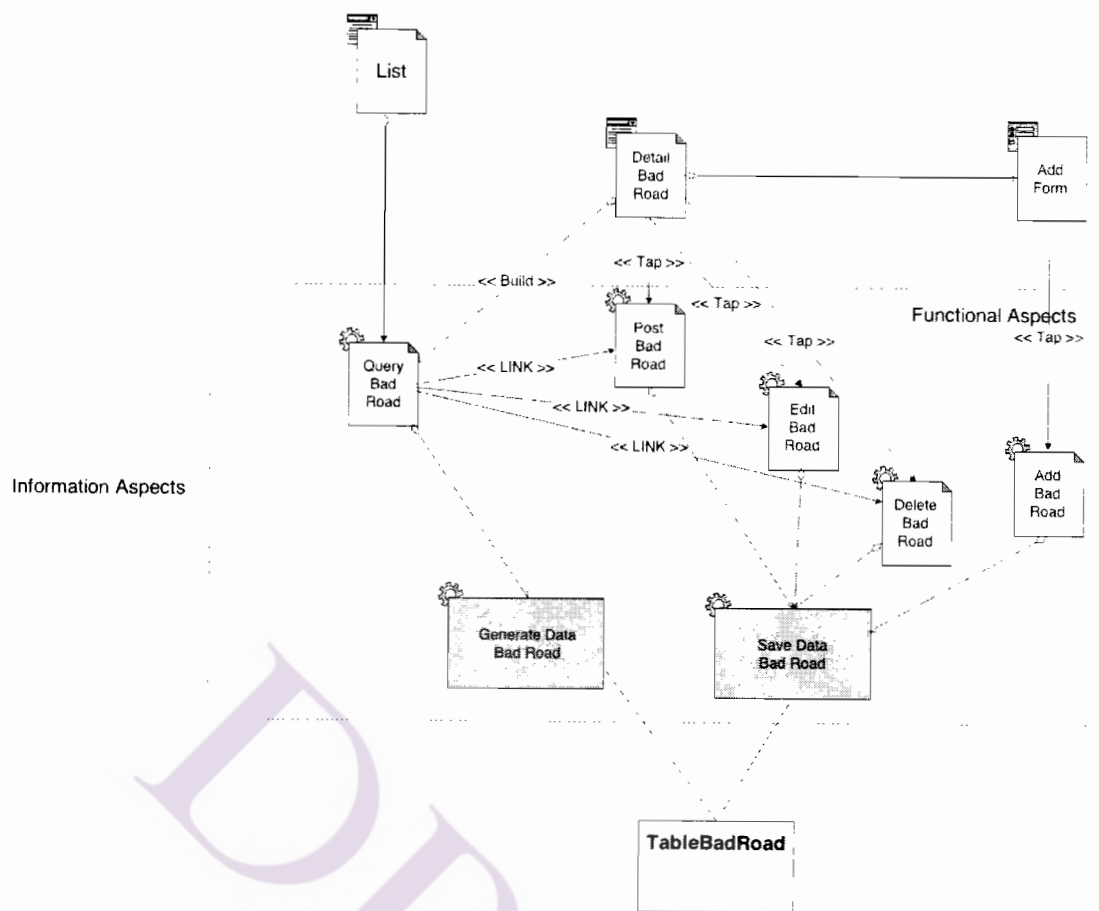 List
Detail
Bad
Road
Add
Form
<< Tap >>
<< Build >>
<< Tap >>
Functional Aspects
<< Tap >>
<< Tap >>
Post
Bad
Road
Query
Bad
Road
<< LINK >>
<< LINK >>
<< LINK >>
Edit
Bad
Road
Add
Bad
Road
Information Aspects
Delete
Bad
Road
Generate Data
Bad Road
Save Data
Bad Road
TableBadRoad